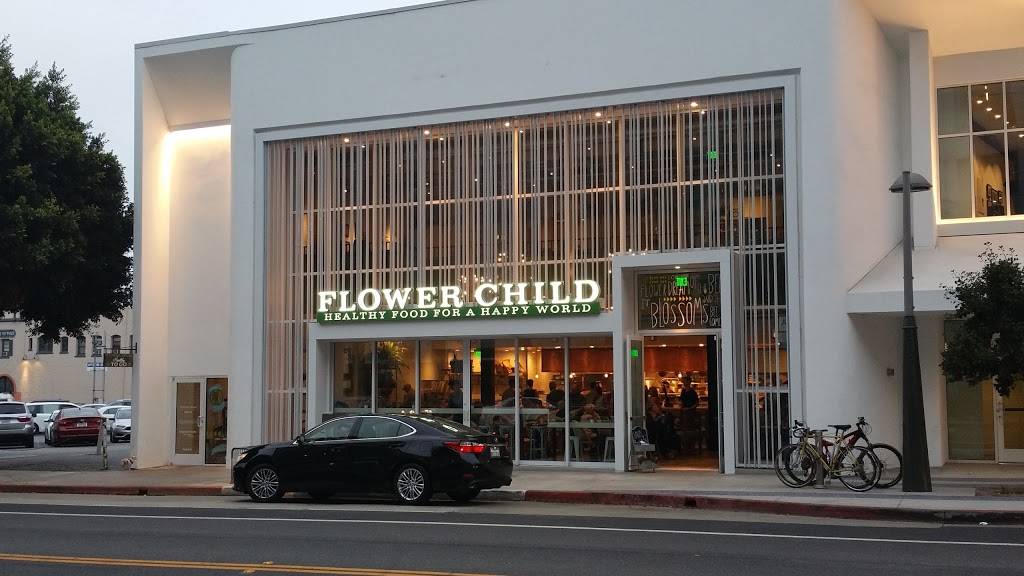 FLOWER CHILD
HEALTHY FOOD FOR A HAPPY WORLD
BLOSSOMS